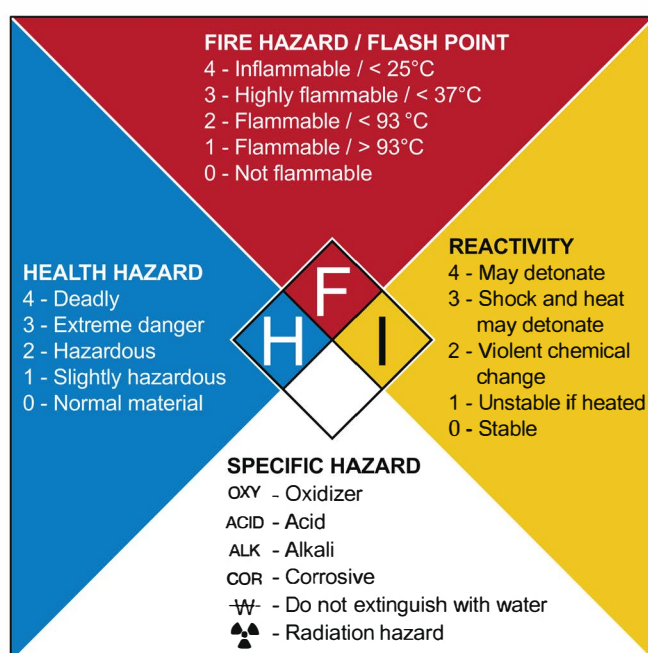 FIRE HAZARD / FLASH POINT
4 - Inflammable / < 25°C
3 - Highly flammable / < 37°C
2 - Flammable / < 93 °C
1 - Flammable / > 93°C
0 - Not flammable
HEALTH HAZARD
4 - Deadly
3 - Extreme danger
2 - Hazardous
1 - Slightly hazardous
0 - Normal material
F
H
I
REACTIVITY
4 - May detonate
3 - Shock and heat
may detonate
2 - Violent chemical
change
1 - Unstable if heated
0 - Stable
SPECIFIC HAZARD
OXY - Oxidizer
ACID - Acid
ALK - Alkali
COR - Corrosive
W - Do not extinguish with water
- Radiation hazard